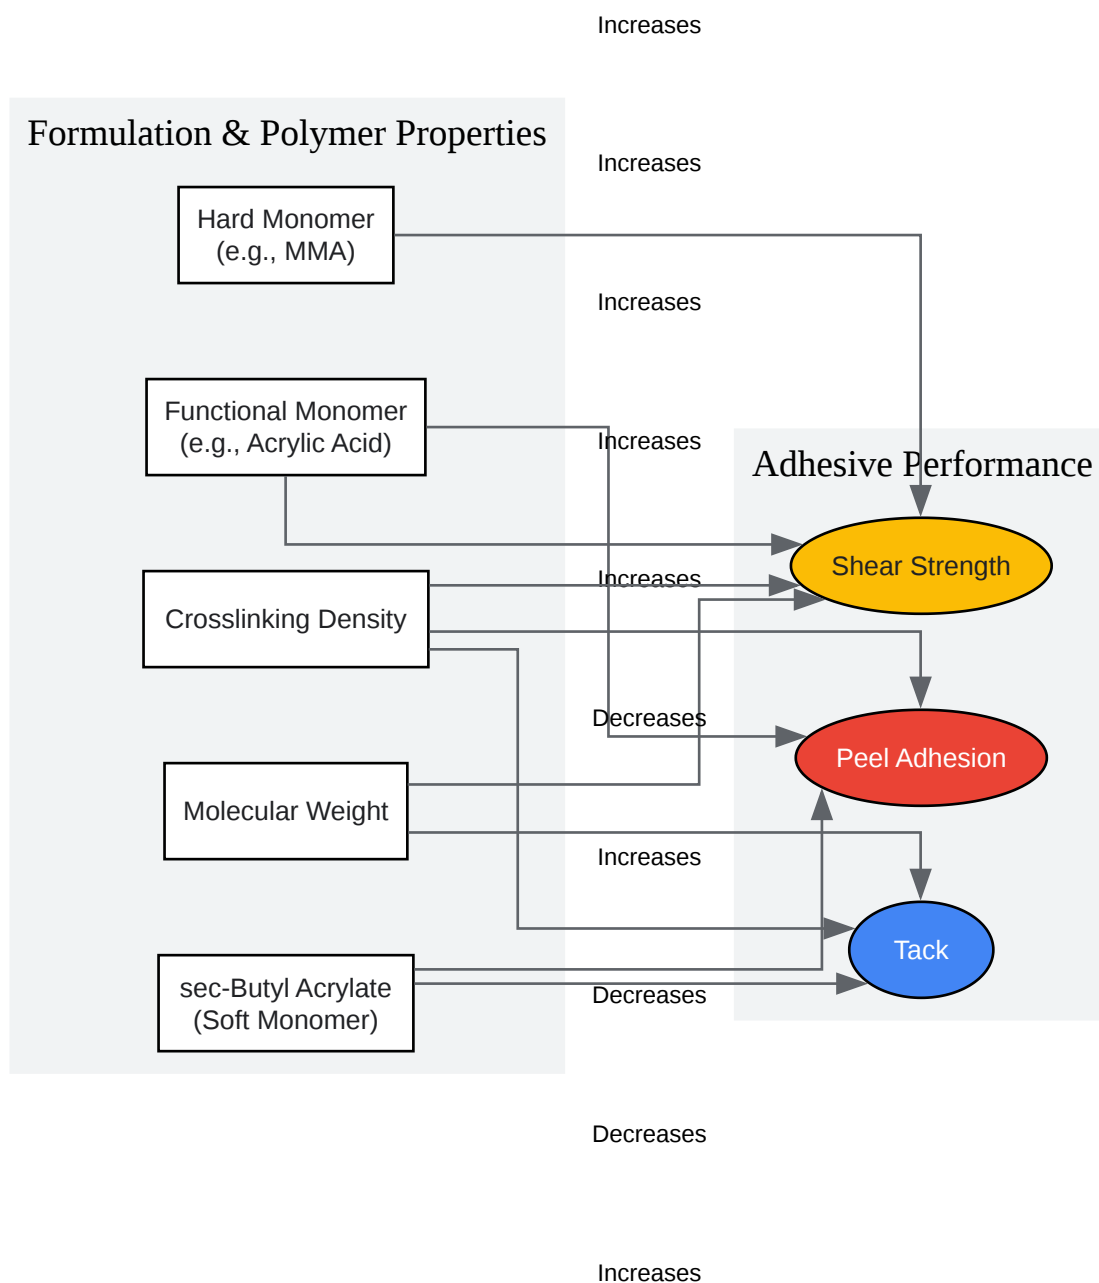 Increases
Formulation & Polymer Properties
Increases
Hard Monomer
(e.g., MMA)
Increases
Functional Monomer
(e.g., Acrylic Acid)
Increases
Adhesive Performance
Shear Strength
Increases
Crosslinking Density
Decreases
Peel Adhesion
Molecular Weight
Increases
Tack
sec-Butyl Acrylate
(Soft Monomer)
Decreases
Decreases
Increases